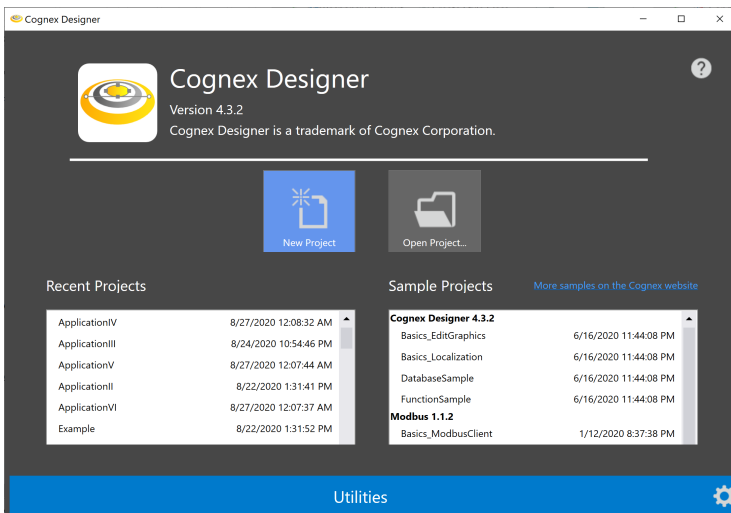 Cognex Designer
Cognex Designer
Version 4.3.2
Cognex Designer is a trademark of Cognex Corporation.
New Project
Open Project...
Recent Projects
Sample Projects
More samples on the Cognex website
ApplicationIV 8/27/2020 12:08:32 AM
ApplicationIII 8/24/2020 10:54:46 PM
ApplicationV 8/27/2020 12:07:44 AM
ApplicationII 8/22/2020 1:31:41 PM
ApplicationVI 8/27/2020 12:07:37 AM
Example 8/22/2020 1:31:52 PM
Cognex Designer 4.3.2
Basics_EditGraphics 6/16/2020 11:44:08 PM
Basics_Localization 6/16/2020 11:44:08 PM
DatabaseSample 6/16/2020 11:44:08 PM
FunctionSample 6/16/2020 11:44:08 PM
Modbus 1.1.2
Basics_ModbusClient 1/12/2020 8:37:38 PM
Utilities